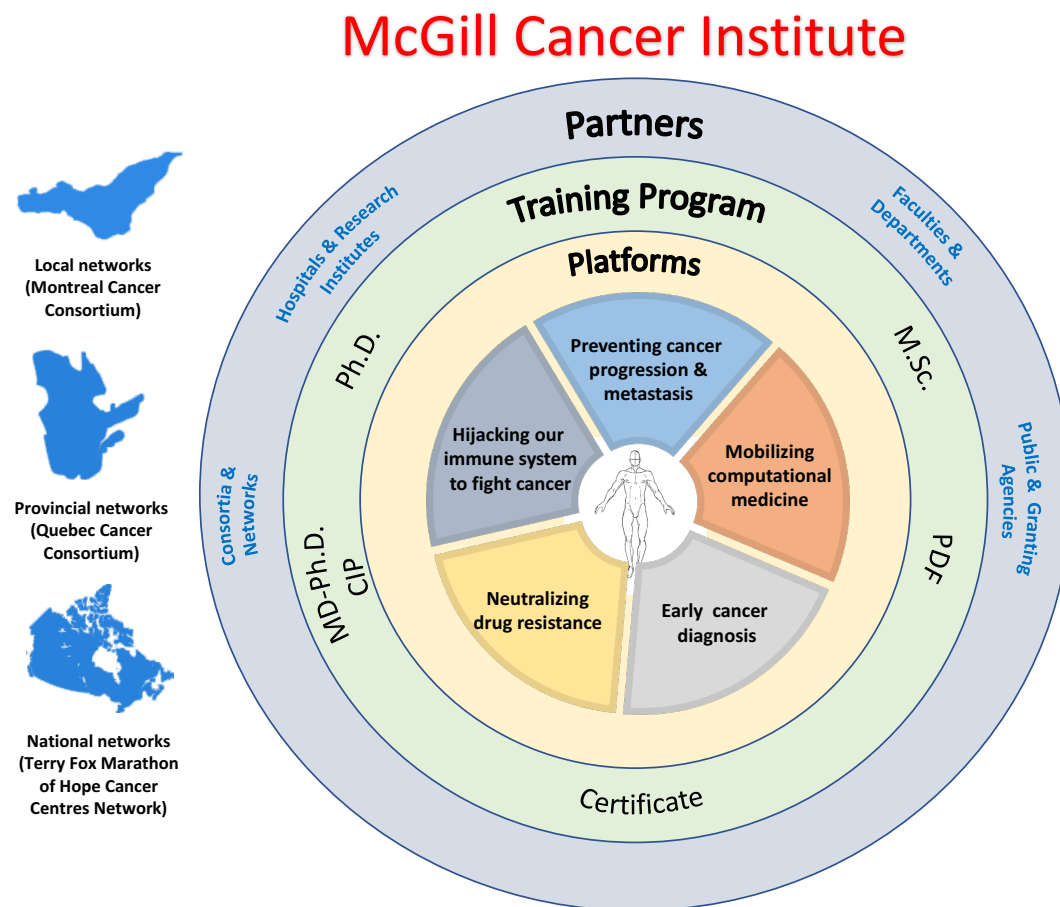 McGill Cancer Institute
Partners
Hospitals & Research
Institutes
Faculties &
Departments
Consortia &
Networks
Public & Granting
Agencies
Training Program
Ph.D.
M.Sc.
MD-Ph.D.
CIP
PDF
Certificate
Platforms
Preventing cancer
progression &
metastasis
Hijacking our
immune system
to fight cancer
Mobilizing
computational
medicine
Neutralizing
drug resistance
Early cancer
diagnosis
Local networks
(Montreal Cancer
Consortium)
Provincial networks
(Quebec Cancer
Consortium)
National networks
(Terry Fox Marathon
of Hope Cancer
Centres Network)